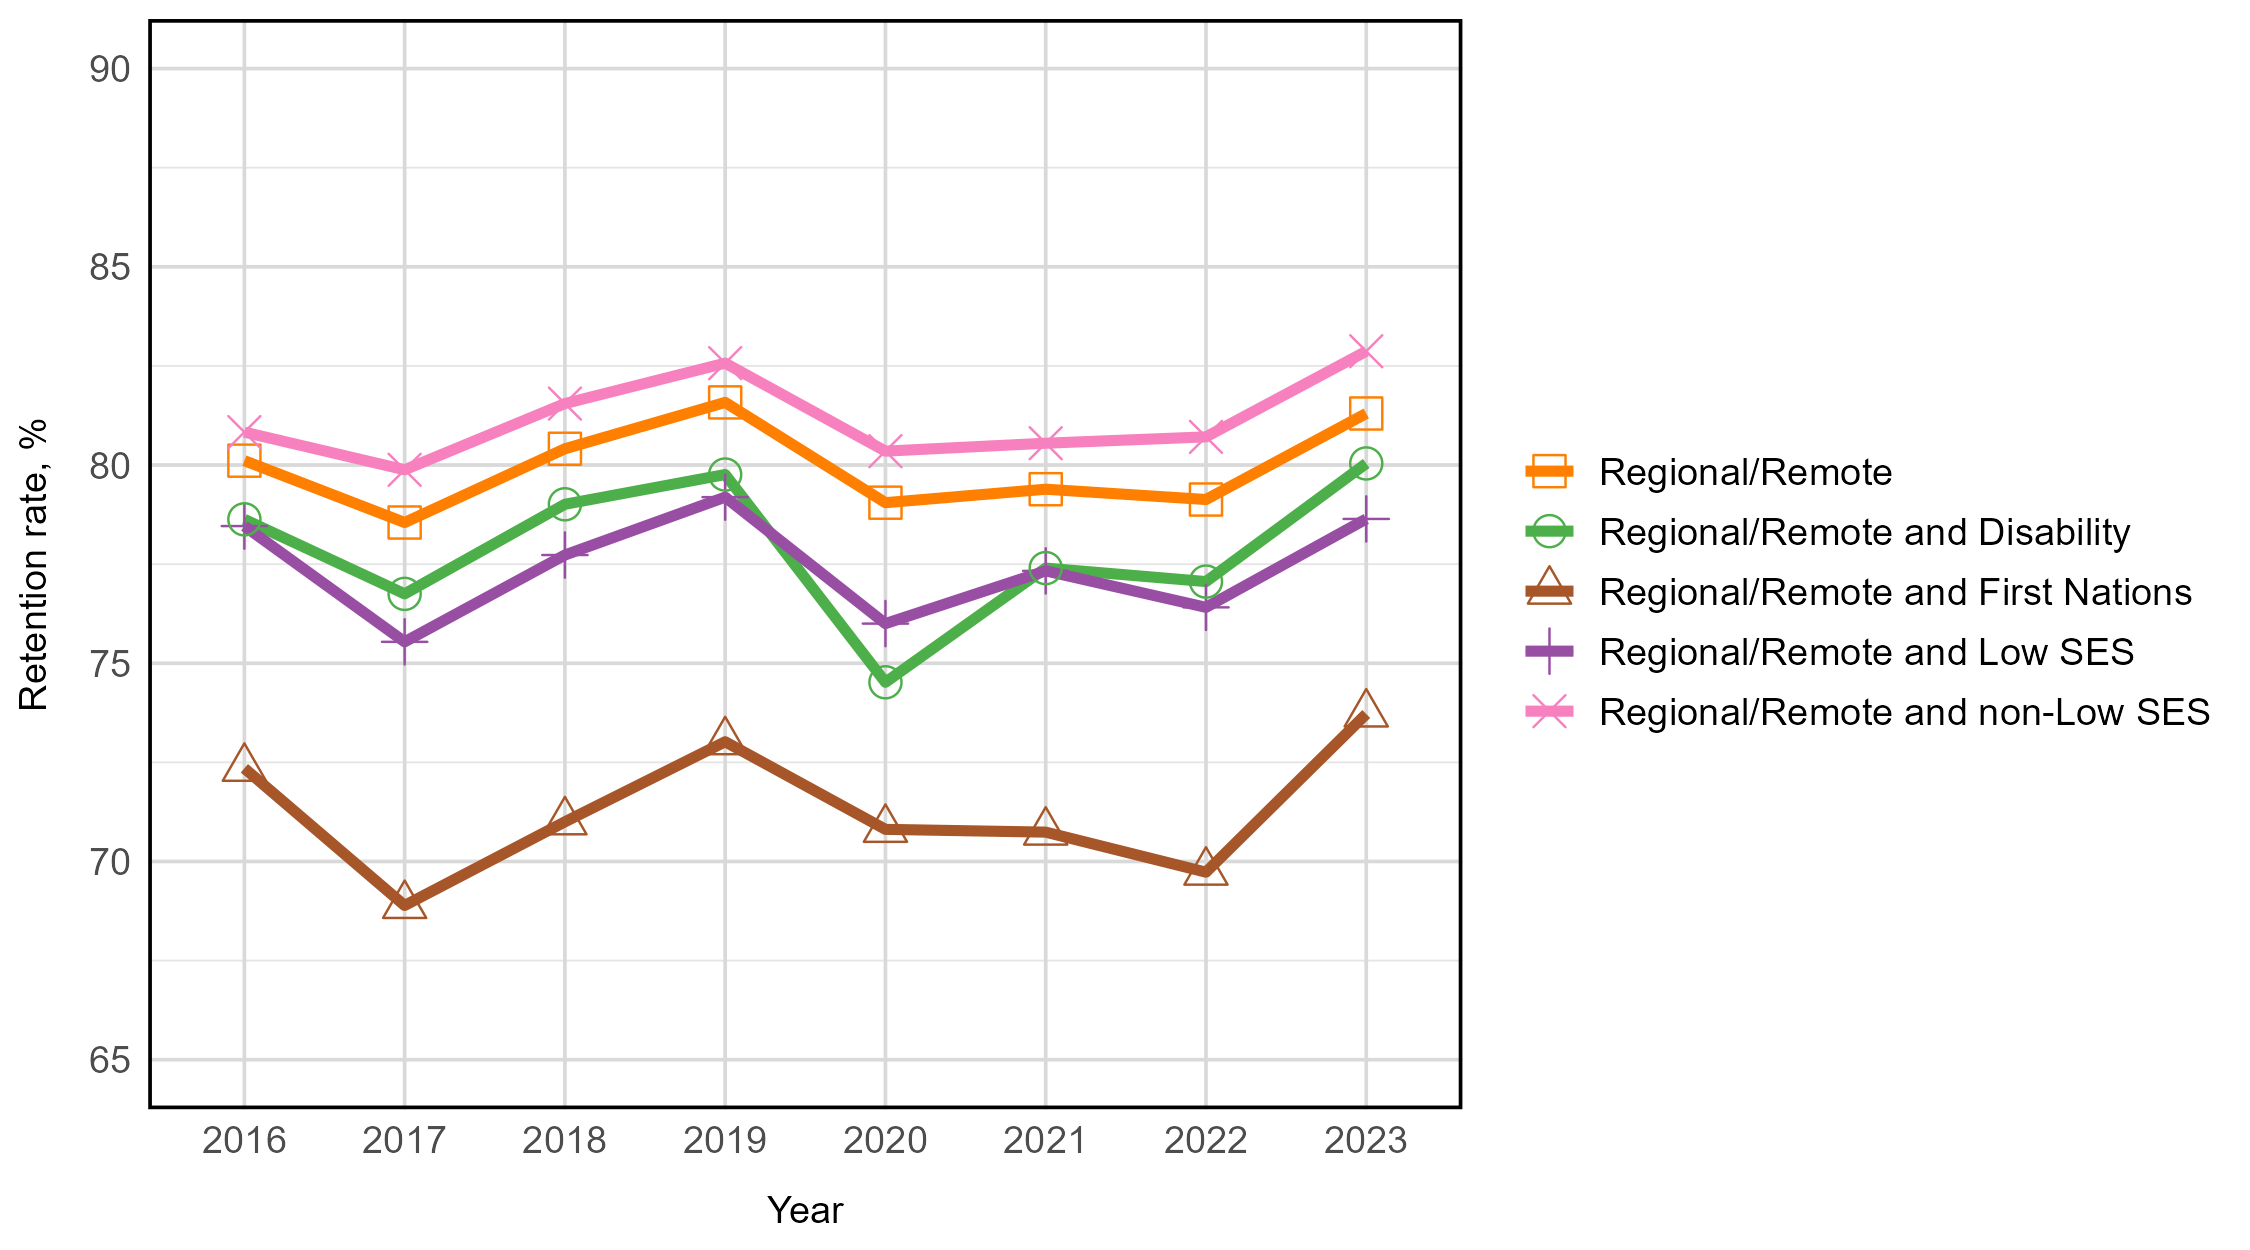 90
85
80
75
70
65
Retention rate, %
2016 2017 2018 2019 2020 2021 2022 2023
Year
Regional/Remote
Regional/Remote and Disability
Regional/Remote and First Nations
Regional/Remote and Low SES
Regional/Remote and non-Low SES